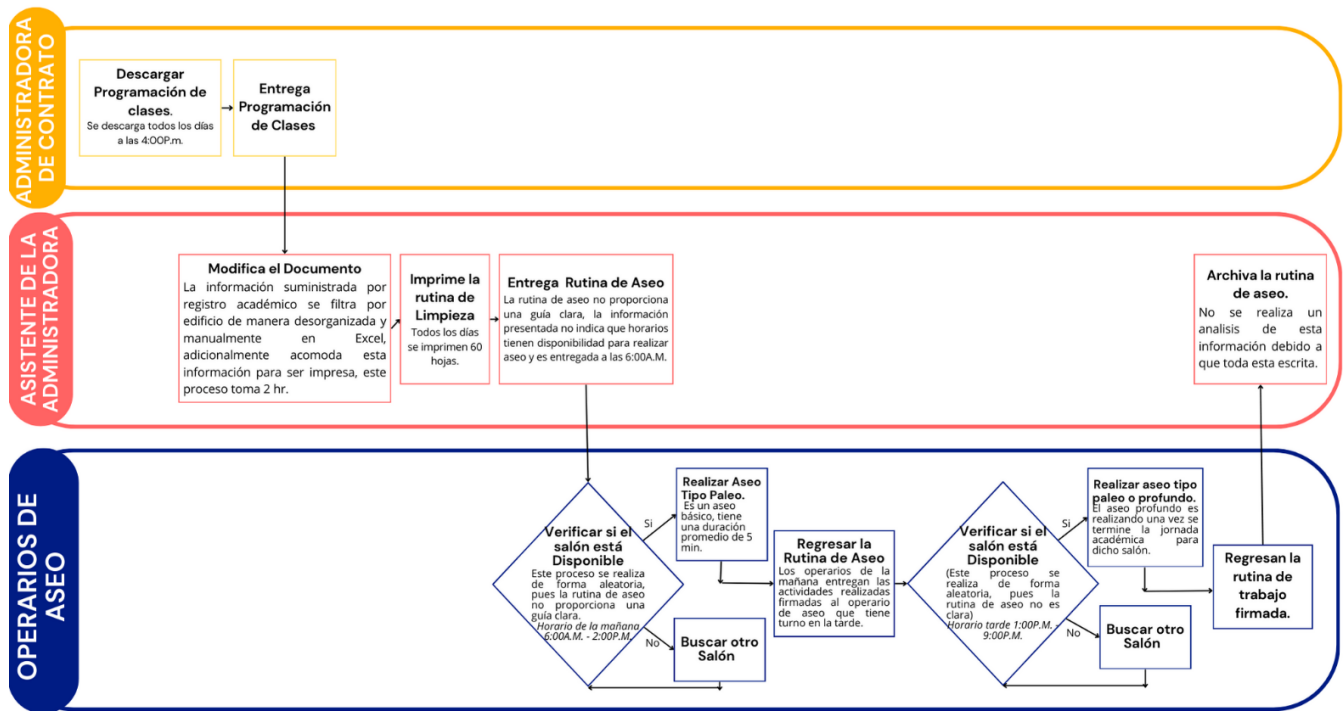 ADMINISTRADORA
DE CONTRATO
Descargar
Programación de
clases.
Se descarga todos los días
a las 4:00P.m.
Entrega
Programación
de Clases
ASISTENTE DE LA
ADMINISTRADORA
Modifica el Documento
La información suministrada por
registro académico se filtra por
edificio de manera desorganizada y
manualmente en Excel,
adicionalmente acomoda esta
información para ser impresa, este
proceso toma 2 hr.
Imprime la
rutina de
Limpieza
Todos los días
se imprimen 60
hojas.
Entrega Rutina de Aseo
La rutina de aseo no proporciona
una guía clara, la información
presentada no indica que horarios
tienen disponibilidad para realizar
aseo y es entregada a las 6:00A.M.
Archiva la rutina
de aseo.
No se realiza un
analisis de esta
información debido a
que toda esta escrita.
OPERARIOS DE
ASEO
Verificar si el
salón está
Disponible
Este proceso se realiza
de forma aleatoria,
pues la rutina de aseo
no proporciona una
guía clara.
Horario de la mañana
6:00A.M. - 2:00P.M.
Si
Realizar Aseo
Tipo Paleo.
Es un aseo
básico, tiene
una duración
promedio de 5
min.
No
Buscar otro
Salón
Regresar la
Rutina de Aseo
Los operarios de la
mañana entregan las
actividades realizadas
firmadas al operario
de aseo que tiene
turno en la tarde.
Verificar si el
salón está
Disponible
(Este proceso se
realiza de forma
aleatoria, pues la
rutina de aseo no es
clara)
Horario tarde 1:00P.M. -
9:00P.M.
Si
Realizar aseo tipo
paleo o profundo.
El aseo profundo es
realizando una vez se
termine la jornada
académica para
dicho salón.
No
Buscar otro
Salón
Regresan la
rutina de
trabajo
firmada.